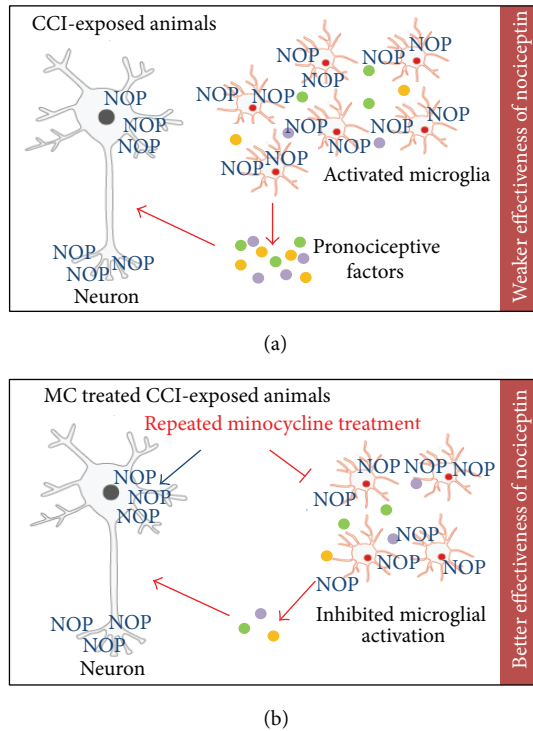 CCI-exposed animals
NOP
NOP
NOP
NOP NOP NOP
Neuron
NOP NOP
NOP
NOP NOP
NOP NOP
NOP NOP
Activated microglia
Pronociceptive
factors
Weaker effectiveness of nociceptin
(a)
MC treated CCI-exposed animals
Repeated minocycline treatment
NOP
NOP
NOP
NOP NOP
NOP
Neuron
NOP NOP NOP
NOP
NOP
NOP NOP
NOP
Inhibited microglial
activation
Better effectiveness of nociceptin
(b)